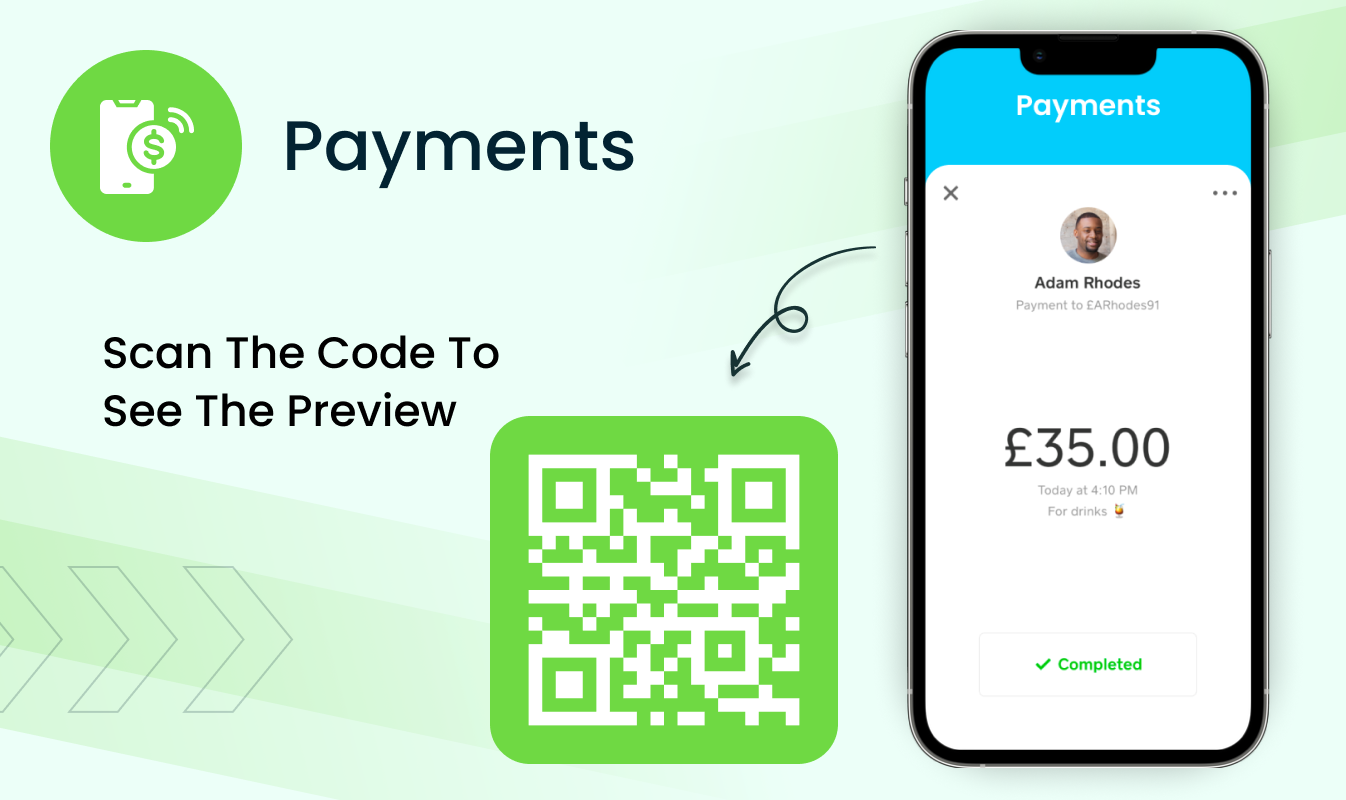 Payments
Scan The Code To
See The Preview
Payments
Adam Rhodes
Payment to £ARhodes91
£35.00
Today at 4:10 PM
For drinks 🍹
Completed